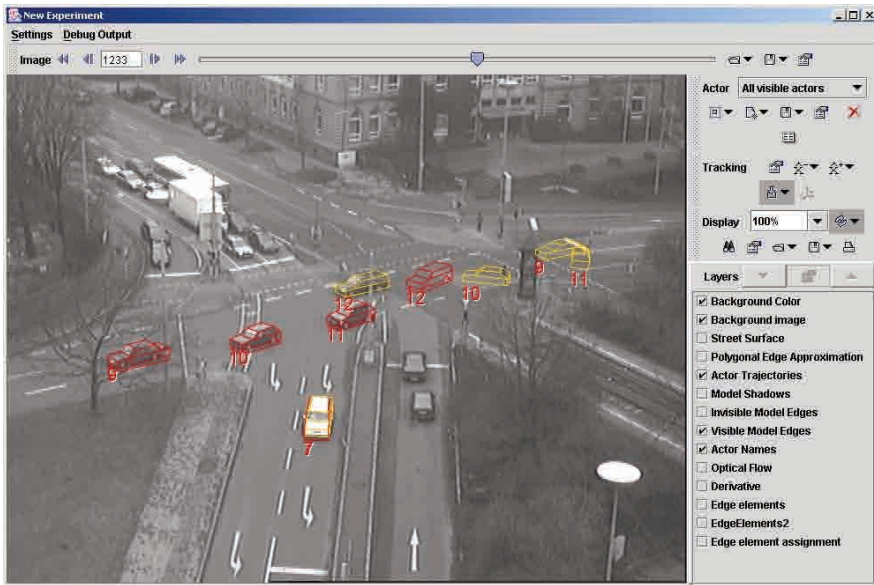 New Experiment
Settings Debug Output
Image 1233
Actor All visible actors
Tracking
Display 100%
Layers
Background Color
Background image
Street Surface
Polygonal Edge Approximation
Actor Trajectories
Model Shadows
Invisible Model Edges
Visible Model Edges
Actor Names
Optical Flow
Derivative
Edge elements
EdgeElements2
Edge element assignment
9
11
12
12
10
11
10
9
7